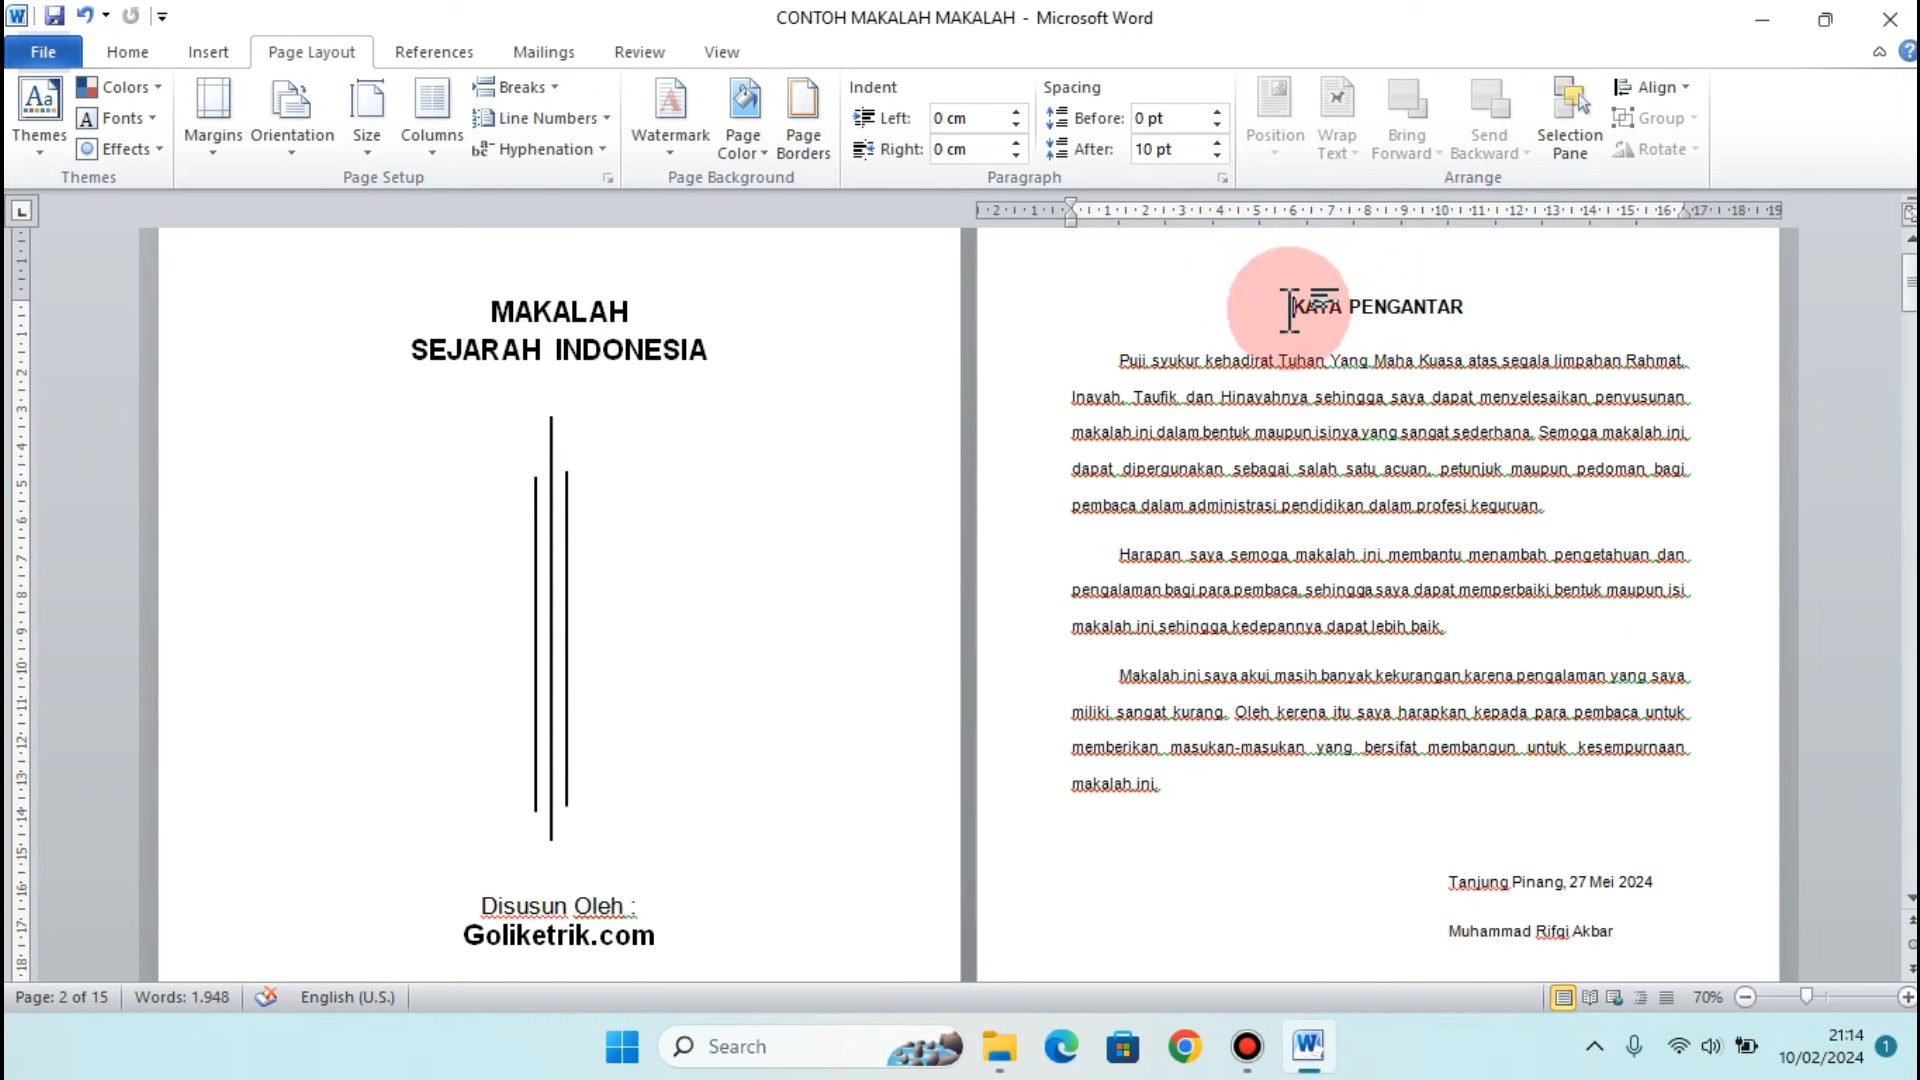 CONTOH MAKALAH MAKALAH - Microsoft Word
File Home Insert Page Layout References Mailings Review View
Themes
Colors
Fonts
Effects
Themes
Margins
Orientation
Size
Columns
Breaks
Line Numbers
Hyphenation
Page Setup
Watermark
Page Color
Page Borders
Page Background
Indent
Left: 0 cm
Right: 0 cm
Spacing
Before: 0 pt
After: 10 pt
Paragraph
Position
Wrap Text
Bring Forward
Send Backward
Selection Pane
Align
Group
Rotate
Arrange
MAKALAH
SEJARAH INDONESIA
Disusun Oleh :
Goliketrik.com
KATA PENGANTAR
Puji syukur kehadirat Tuhan Yang Maha Kuasa atas segala limpahan Rahmat,
Inayah, Taufik dan Hinayahnya sehingga saya dapat menyelesaikan penyusunan
makalah ini dalam bentuk maupun isinya yang sangat sederhana. Semoga makalah ini
dapat dipergunakan sebagai salah satu acuan, petunjuk maupun pedoman bagi
pembaca dalam administrasi pendidikan dalam profesi keguruan.
Harapan saya semoga makalah ini membantu menambah pengetahuan dan
pengalaman bagi para pembaca, sehingga saya dapat memperbaiki bentuk maupun isi
makalah ini sehingga kedepannya dapat lebih baik.
Makalah ini saya akui masih banyak kekurangan karena pengalaman yang saya
miliki sangat kurang. Oleh kerena itu saya harapkan kepada para pembaca untuk
memberikan masukan-masukan yang bersifat membangun untuk kesempurnaan
makalah ini.
Tanjung Pinang, 27 Mei 2024
Muhammad Rifqi Akbar
Page: 2 of 15 Words: 1.948 English (U.S.) 70%
Search
21:14
10/02/2024
1